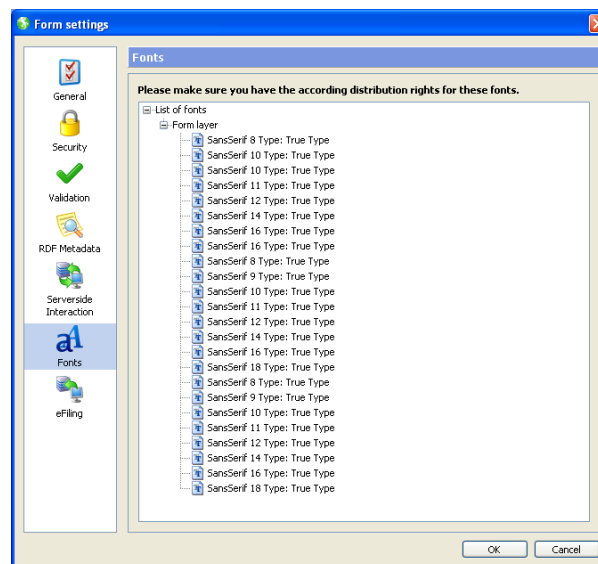 Form settings
General
Security
Validation
RDF Metadata
Serverside
Interaction
Fonts
eFiling
Fonts
Please make sure you have the according distribution rights for these fonts.
List of fonts
Form layer
SansSerif 8 Type: True Type
SansSerif 10 Type: True Type
SansSerif 10 Type: True Type
SansSerif 11 Type: True Type
SansSerif 12 Type: True Type
SansSerif 14 Type: True Type
SansSerif 16 Type: True Type
SansSerif 16 Type: True Type
SansSerif 8 Type: True Type
SansSerif 9 Type: True Type
SansSerif 10 Type: True Type
SansSerif 11 Type: True Type
SansSerif 12 Type: True Type
SansSerif 14 Type: True Type
SansSerif 16 Type: True Type
SansSerif 18 Type: True Type
SansSerif 8 Type: True Type
SansSerif 9 Type: True Type
SansSerif 10 Type: True Type
SansSerif 11 Type: True Type
SansSerif 12 Type: True Type
SansSerif 14 Type: True Type
SansSerif 16 Type: True Type
SansSerif 18 Type: True Type
OK
Cancel